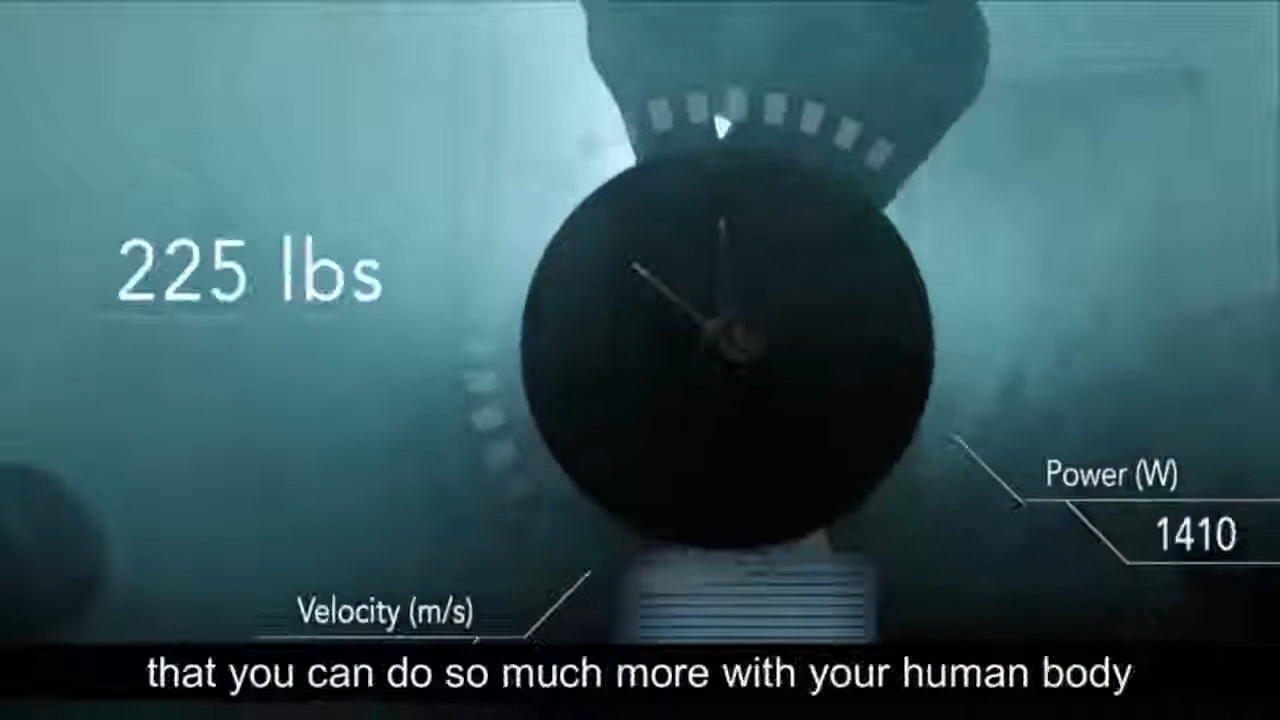 225 lbs
Power (W)
1410
Velocity (m/s)
that you can do so much more with your human body